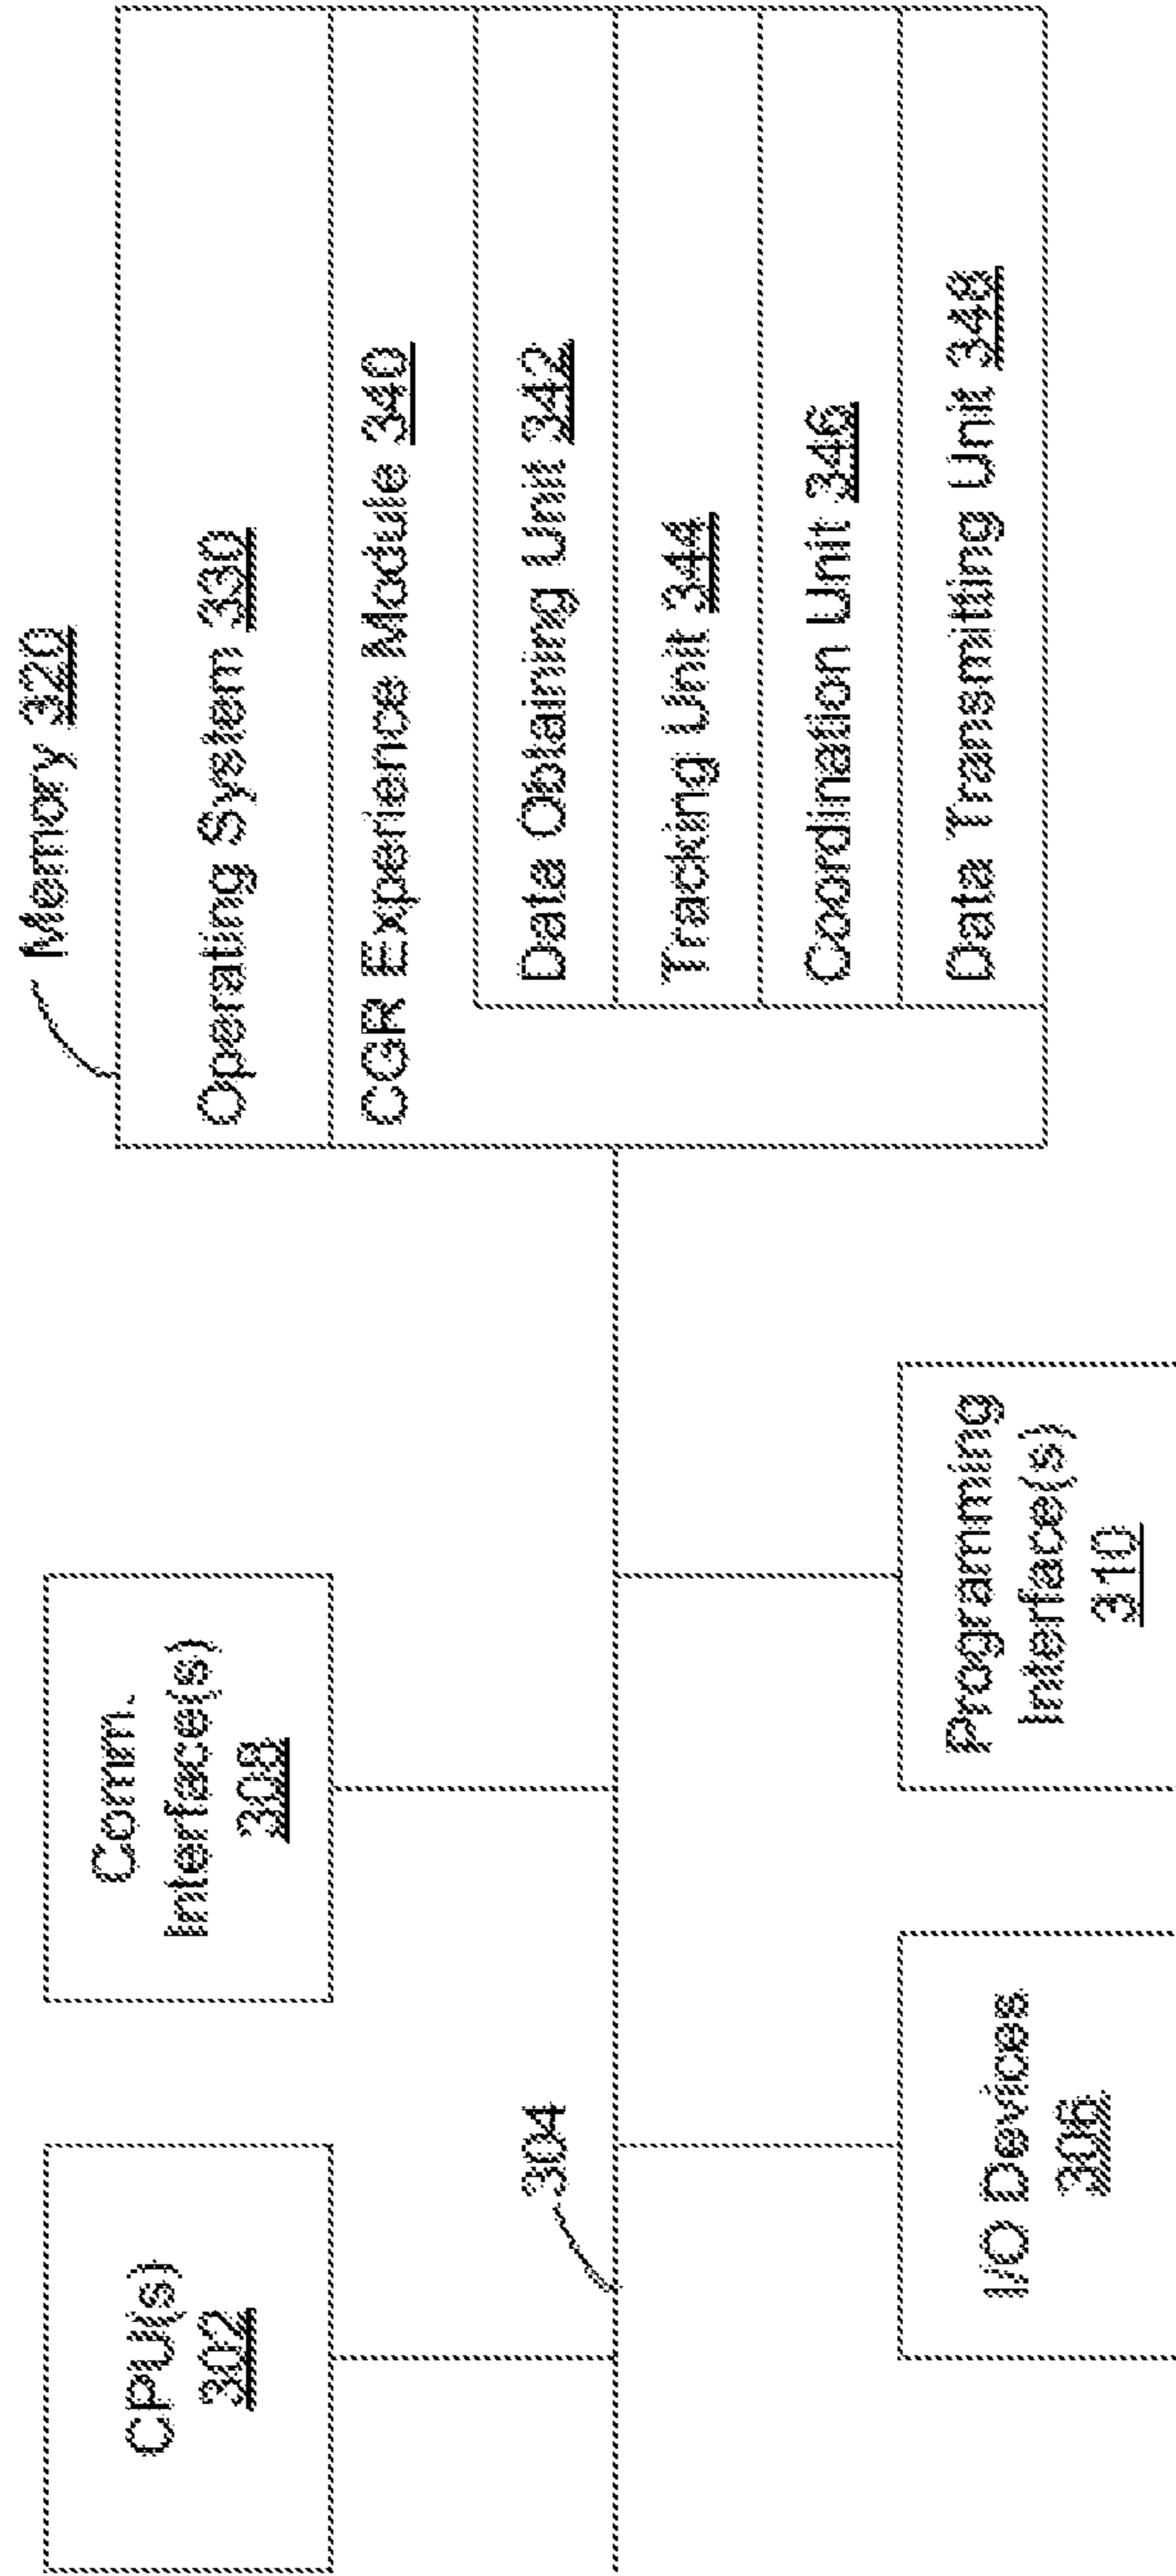 CPU(s)
302
Comm.
Interface(s)
308
304
I/O Devices
306
Programming
Interface(s)
310
Memory 320
Operating System 330
CGR Experience Module 340
Data Obtaining Unit 342
Tracking Unit 344
Coordination Unit 346
Data Transmitting Unit 348